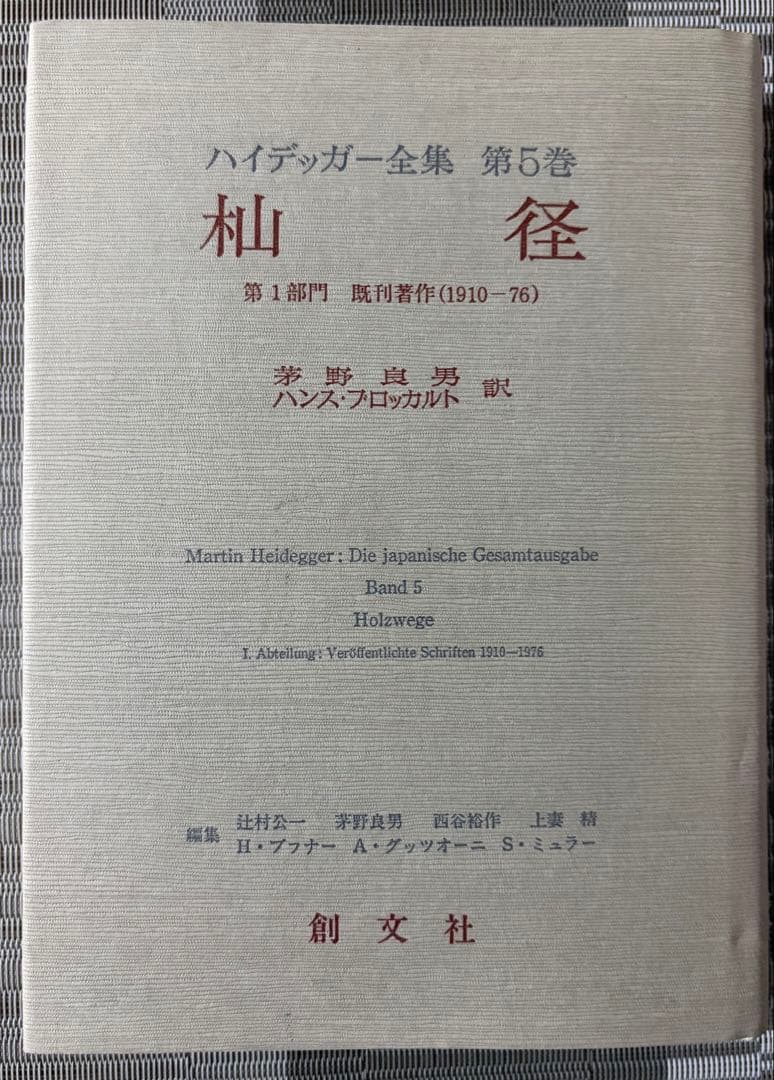 ハイデッガー全集 第5巻
杣径
第1部門 既刊著作(1910－76)
茅野良男
ハンス・ブロッカルト 訳
Martin Heidegger: Die japanische Gesamtausgabe
Band 5
Holzwege
I. Abteilung: Veröffentlichte Schriften 1910—1976
編集 辻村公一 茅野良男 西谷裕作 上妻 精
H・ブフナー A・グッツオーニ S・ミュラー
創文社